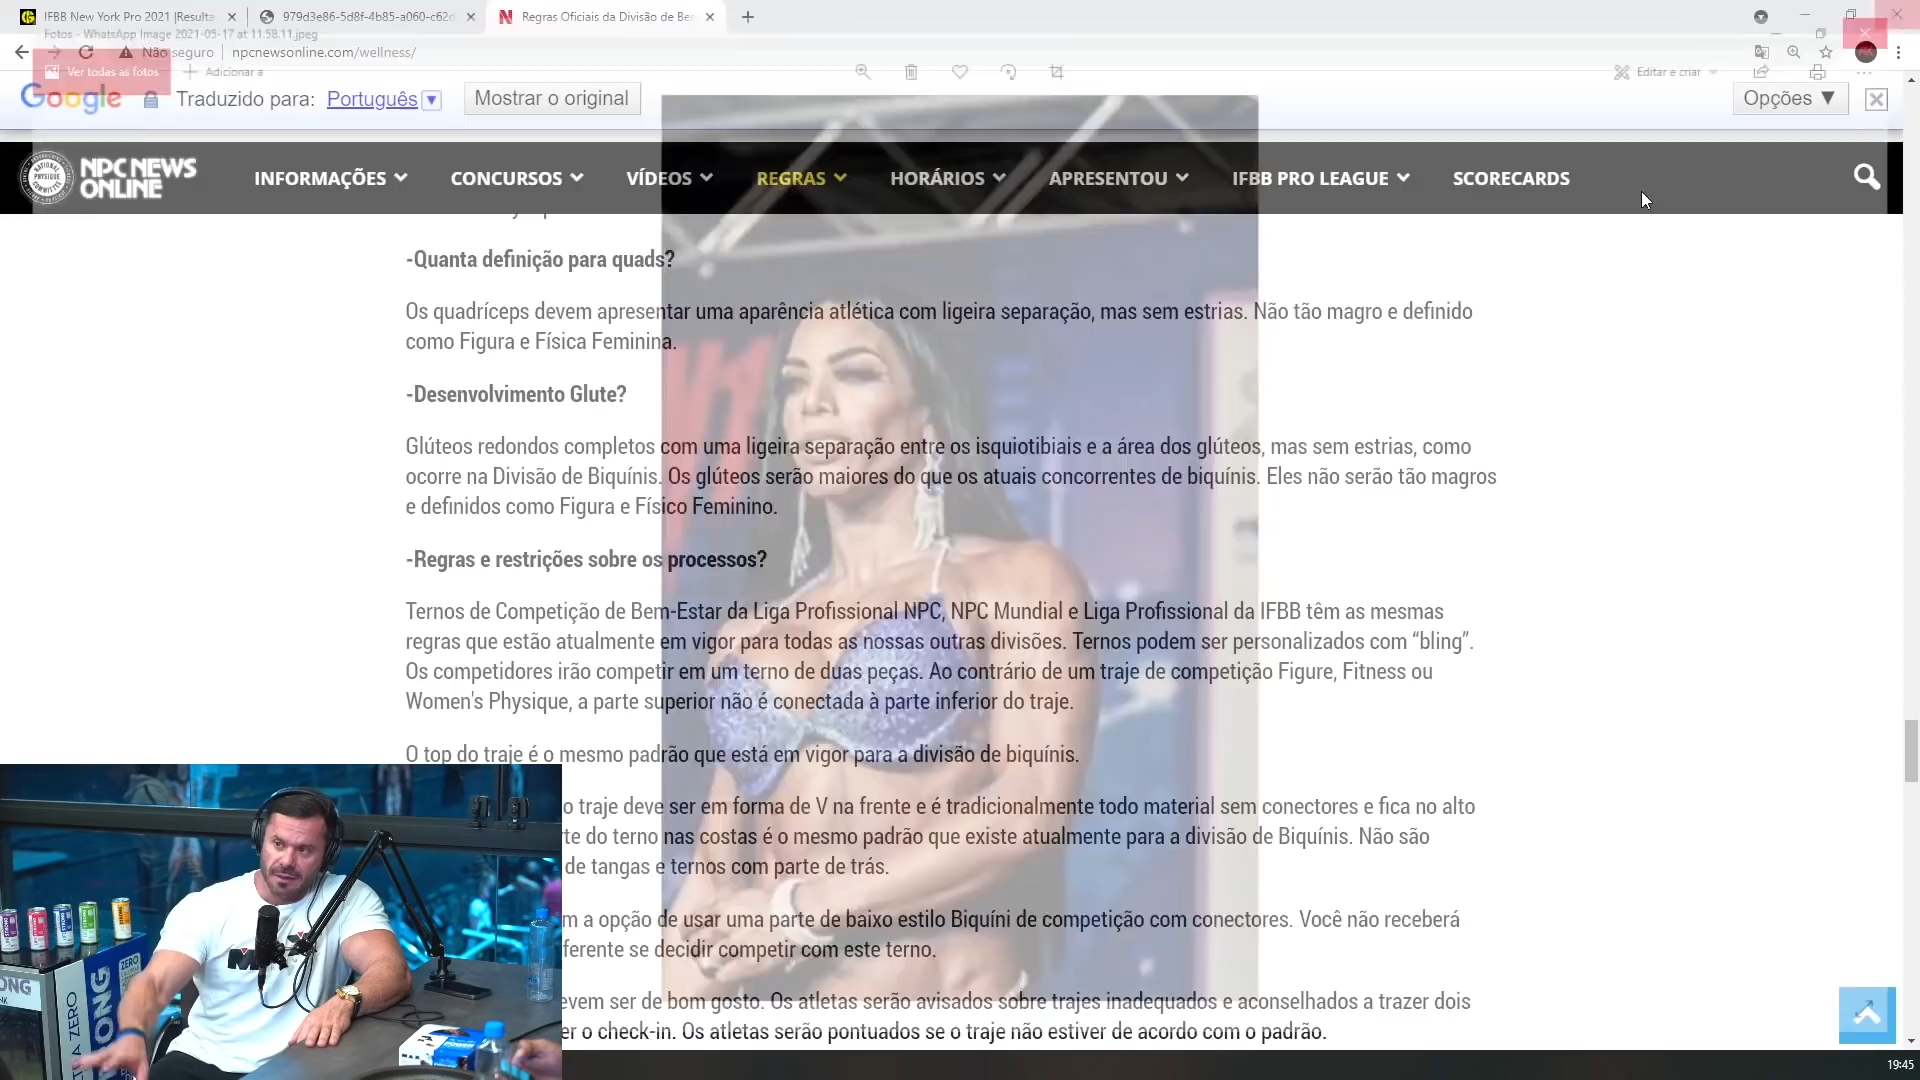 IFBB New York Pro 2021 |Resulta
979d3e86-5d8f-4b85-a060-c62d
Regras Oficiais da Divisão de Be
Fotos - WhatsApp Image 2021-05-17 at 11.58.11.jpeg
Não seguro
npcnewsonline.com/wellness/
Ver todas as fotos
Adicionar a
Editar e criar
Google
Traduzido para: Português
Mostrar o original
Opções
NPC NEWS
ONLINE
INFORMAÇÕES
CONCURSOS
VÍDEOS
REGRAS
HORÁRIOS
APRESENTOU
IFBB PRO LEAGUE
SCORECARDS
-Quanta definição para quads?
Os quadríceps devem apresentar uma aparência atlética com ligeira separação, mas sem estrias. Não tão magro e definido
como Figura e Física Feminina.
-Desenvolvimento Glute?
Glúteos redondos completos com uma ligeira separação entre os isquiotibiais e a área dos glúteos, mas sem estrias, como
ocorre na Divisão de Biquínis. Os glúteos serão maiores do que os atuais concorrentes de biquínis. Eles não serão tão magros
e definidos como Figura e Físico Feminino.
-Regras e restrições sobre os processos?
Ternos de Competição de Bem-Estar da Liga Profissional NPC, NPC Mundial e Liga Profissional da IFBB têm as mesmas
regras que estão atualmente em vigor para todas as nossas outras divisões. Ternos podem ser personalizados com “bling”.
Os competidores irão competir em um terno de duas peças. Ao contrário de um traje de competição Figure, Fitness ou
Women's Physique, a parte superior não é conectada à parte inferior do traje.
O top do traje é o mesmo padrão que está em vigor para a divisão de biquínis.
o traje deve ser em forma de V na frente e é tradicionalmente todo material sem conectores e fica no alto
te do terno nas costas é o mesmo padrão que existe atualmente para a divisão de Biquínis. Não são
de tangas e ternos com parte de trás.
m a opção de usar uma parte de baixo estilo Biquíni de competição com conectores. Você não receberá
ferente se decidir competir com este terno.
evem ser de bom gosto. Os atletas serão avisados sobre trajes inadequados e aconselhados a trazer dois
er o check-in. Os atletas serão pontuados se o traje não estiver de acordo com o padrão.
ONG
ZERO
ONG
19:45